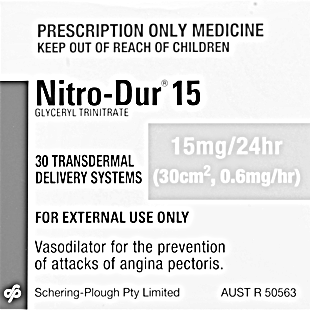 PRESCRIPTION ONLY MEDICINE
KEEP OUT OF REACH OF CHILDREN
Nitro-Dur® 15
GLYCERYL TRINITRATE
15mg/24hr
(30cm², 0.6mg/hr)
30 TRANSDERMAL
DELIVERY SYSTEMS
FOR EXTERNAL USE ONLY
Vasodilator for the prevention
of attacks of angina pectoris.
Schering-Plough Pty Limited AUST R 50563